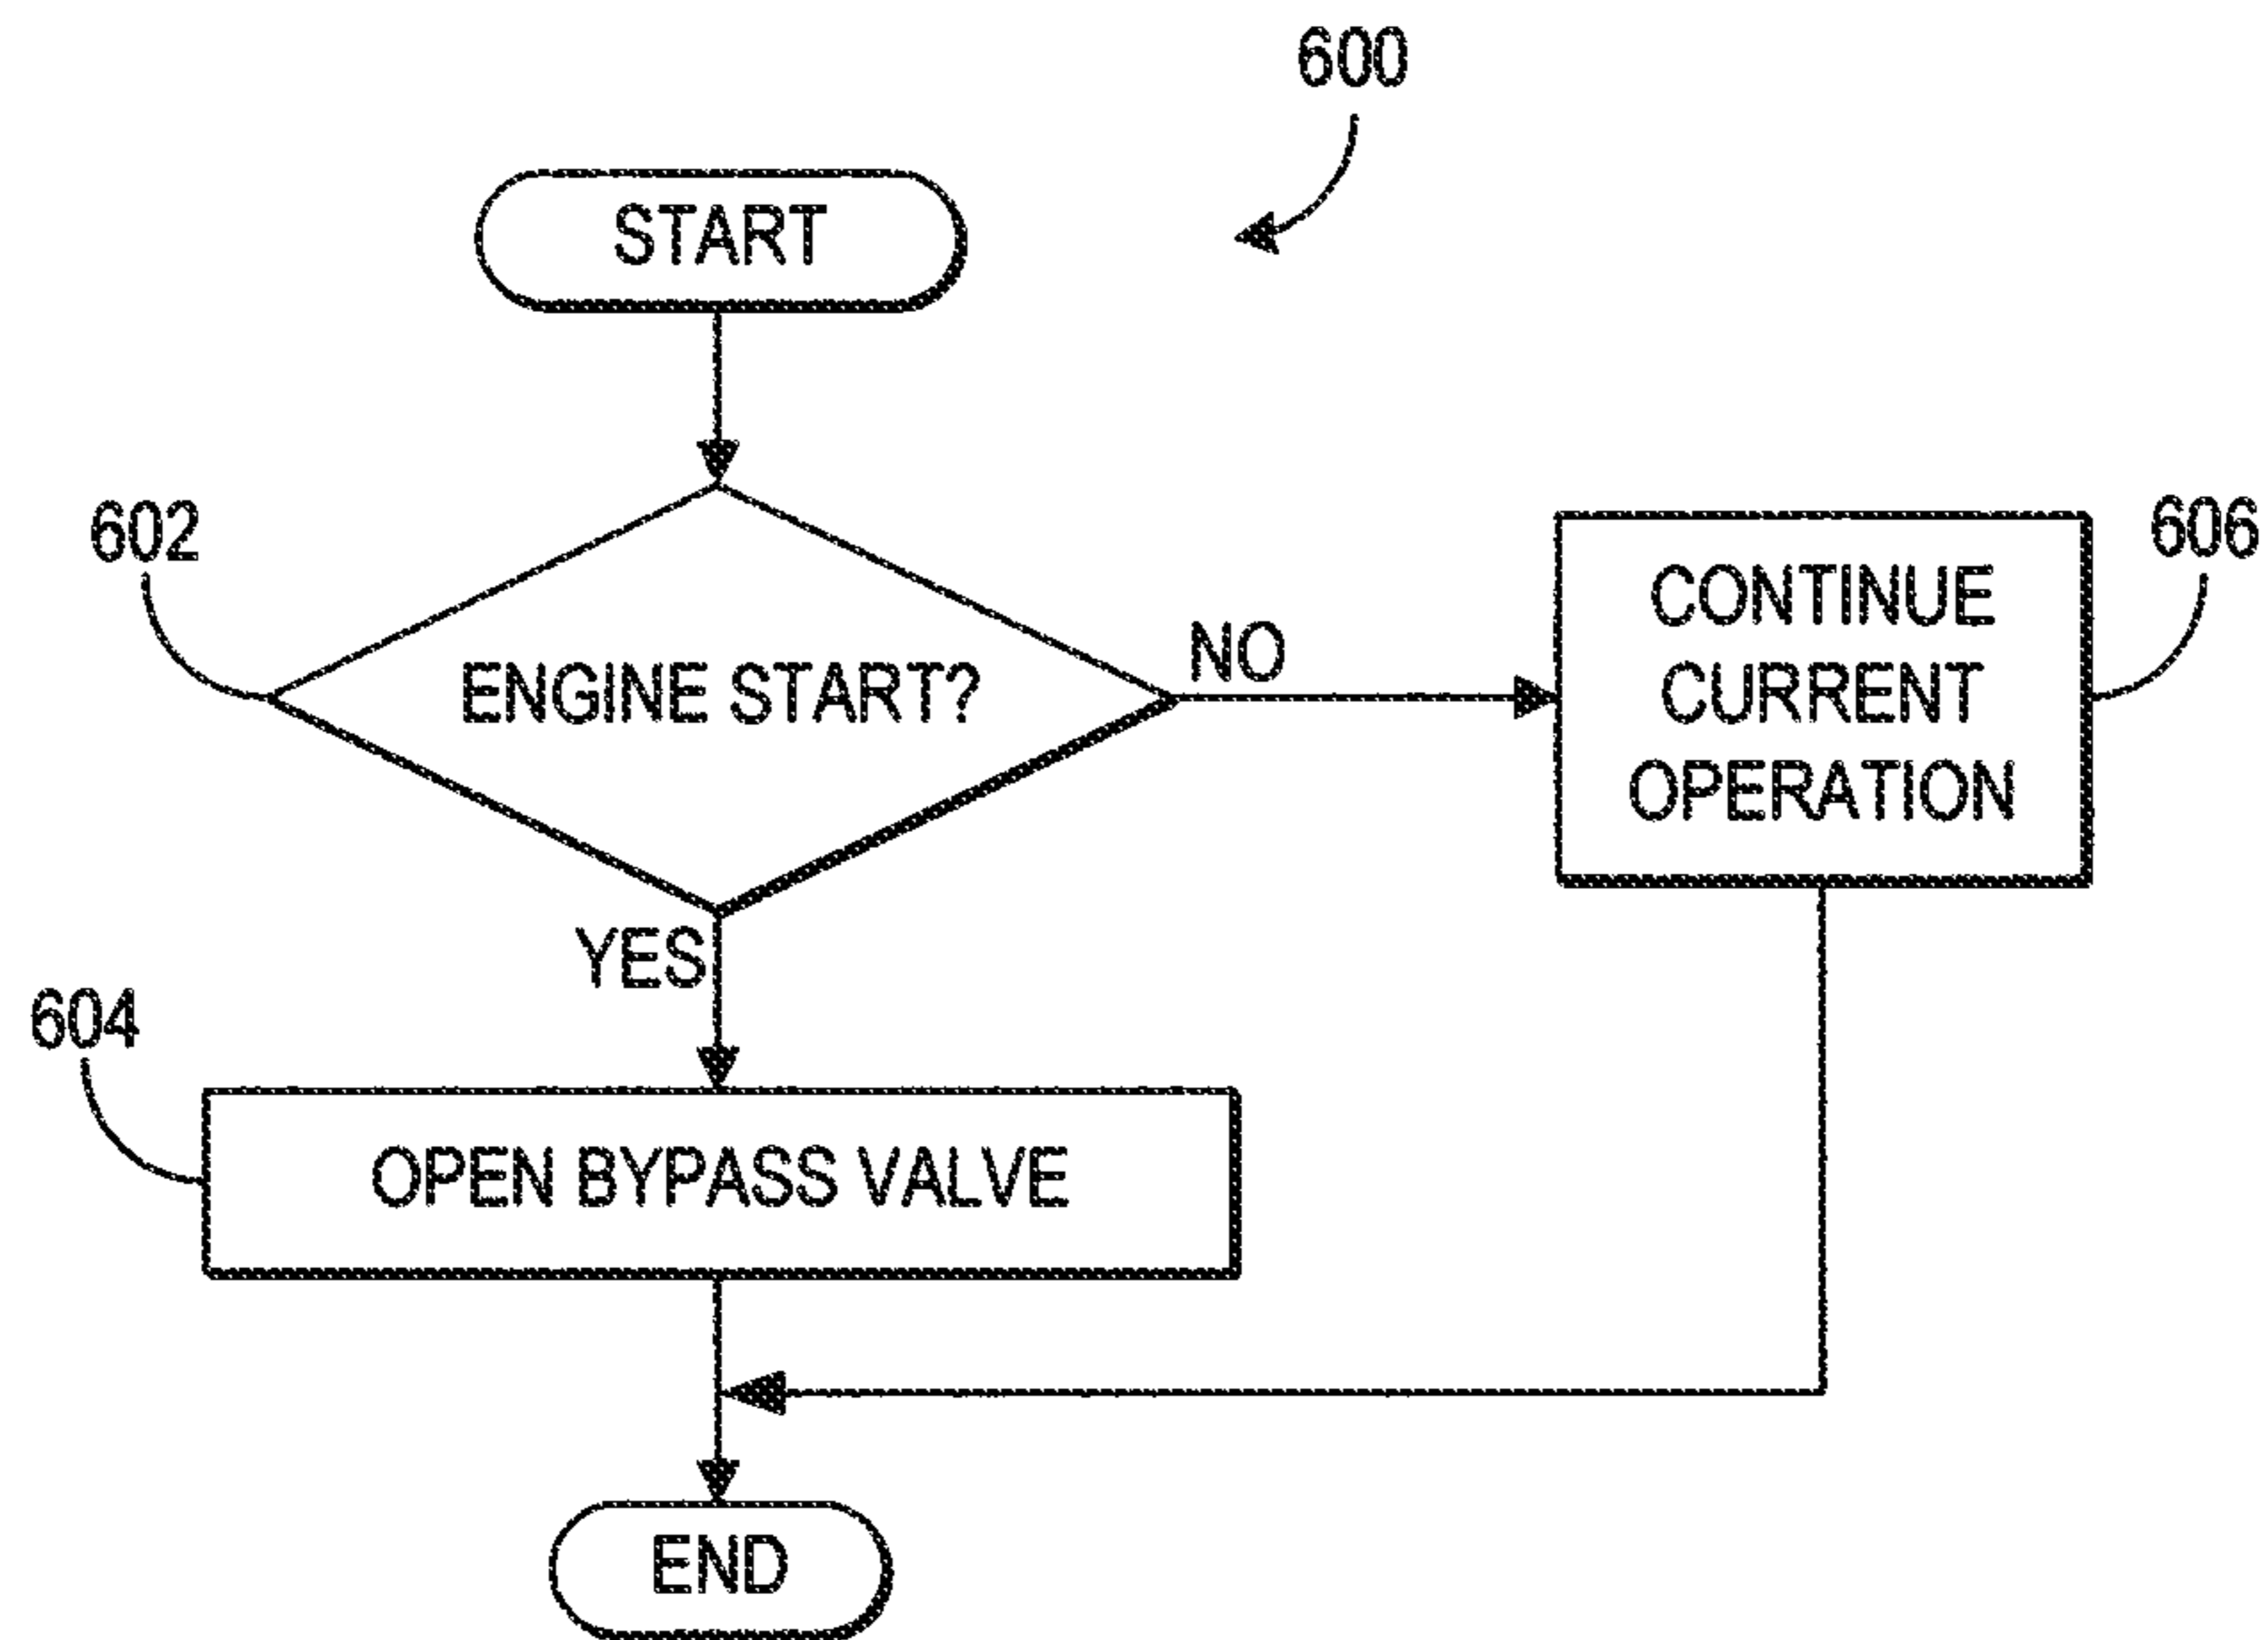 600
START
602
ENGINE START?
NO
CONTINUE
CURRENT
OPERATION
606
YES
604
OPEN BYPASS VALVE
END